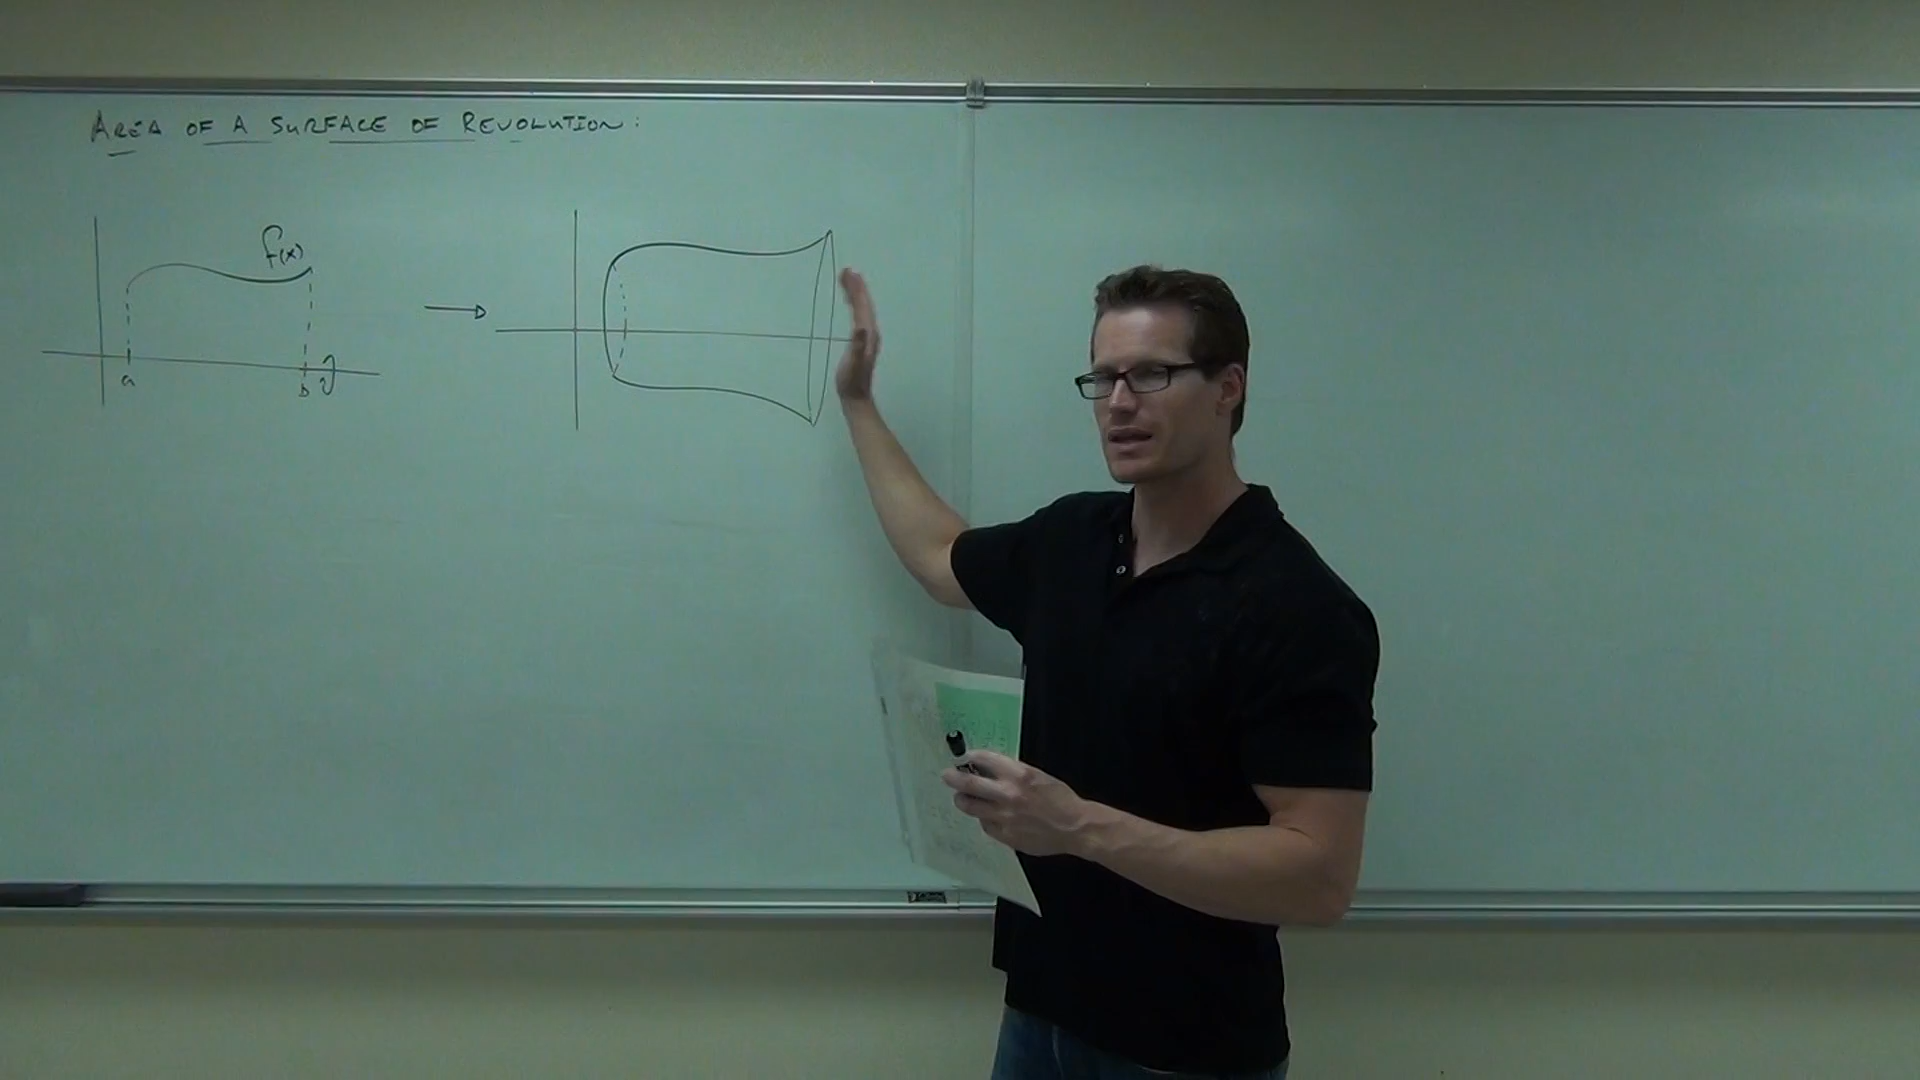 AREA OF A SURFACE OF REVOLUTION:
f(x)
a
b